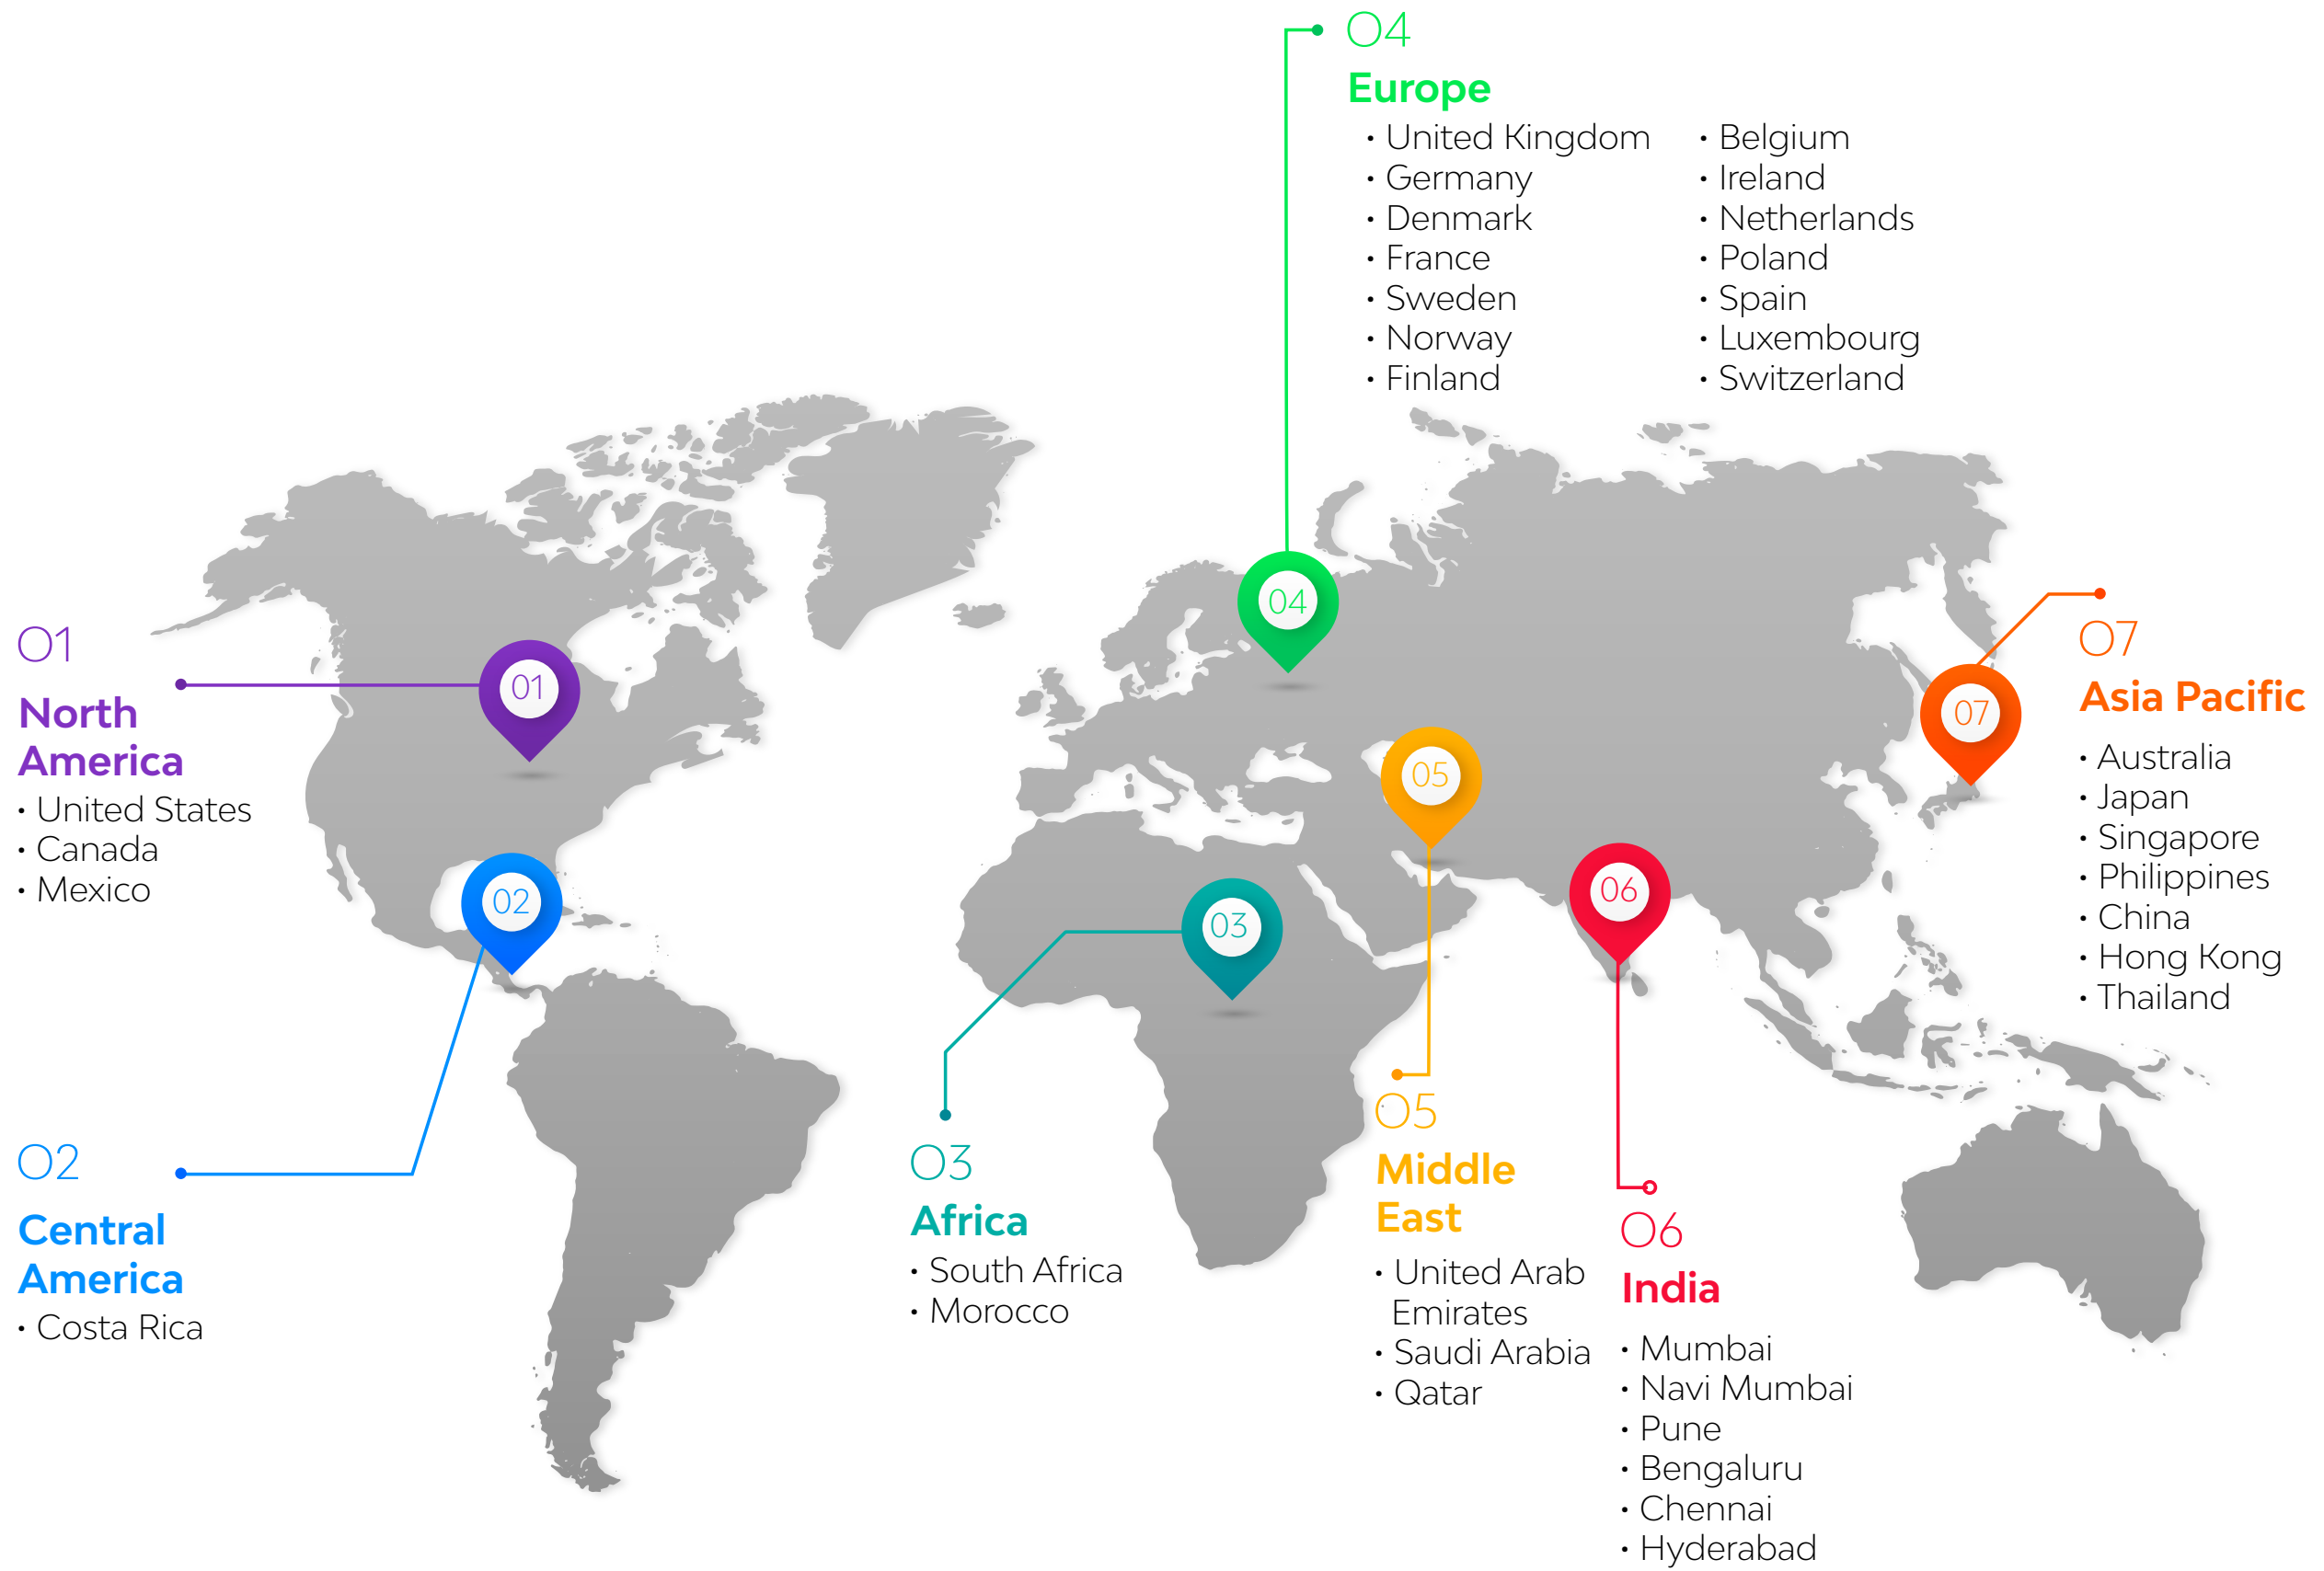 04
Europe
• United Kingdom
• Germany
• Denmark
• France
• Sweden
• Norway
• Finland
• Belgium
• Ireland
• Netherlands
• Poland
• Spain
• Luxembourg
• Switzerland
01
North
America
• United States
• Canada
• Mexico
02
Central
America
• Costa Rica
03
Africa
• South Africa
• Morocco
05
Middle
East
• United Arab
Emirates
• Saudi Arabia
• Qatar
06
India
• Mumbai
• Navi Mumbai
• Pune
• Bengaluru
• Chennai
• Hyderabad
07
Asia Pacific
• Australia
• Japan
• Singapore
• Philippines
• China
• Hong Kong
• Thailand
01
02
03
04
05
06
07